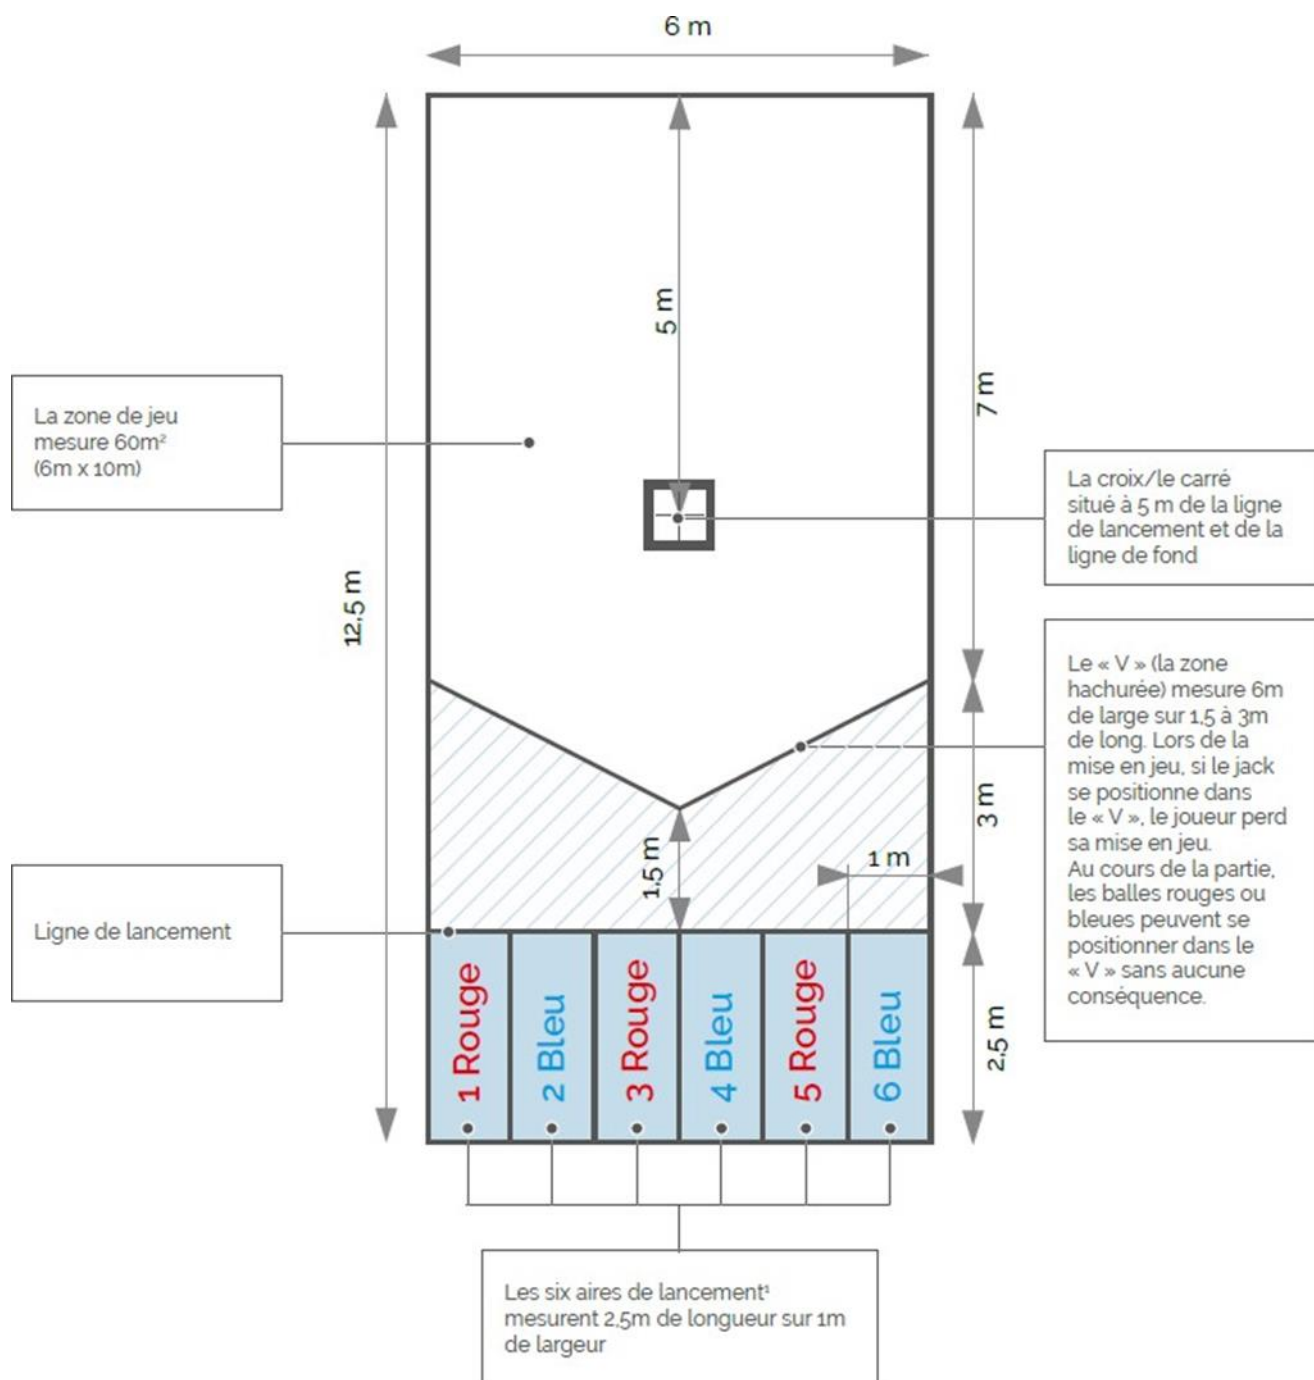 6 m
5 m
7 m
La zone de jeu
mesure 60m²
(6m x 10m)
La croix/le carré
situé à 5 m de la ligne
de lancement et de la
ligne de fond
12,5 m
Le « V » (la zone
hachurée) mesure 6m
de large sur 1,5 à 3m
de long. Lors de la
mise en jeu, si le jack
se positionne dans
le « V », le joueur perd
sa mise en jeu.
Au cours de la partie,
les balles rouges ou
bleues peuvent se
positionner dans le
« V » sans aucune
conséquence.
3 m
1,5 m
1 m
Ligne de lancement
1 Rouge
2 Bleu
3 Rouge
4 Bleu
5 Rouge
6 Bleu
2,5 m
Les six aires de lancement¹
mesurent 2,5m de longueur sur 1m
de largeur